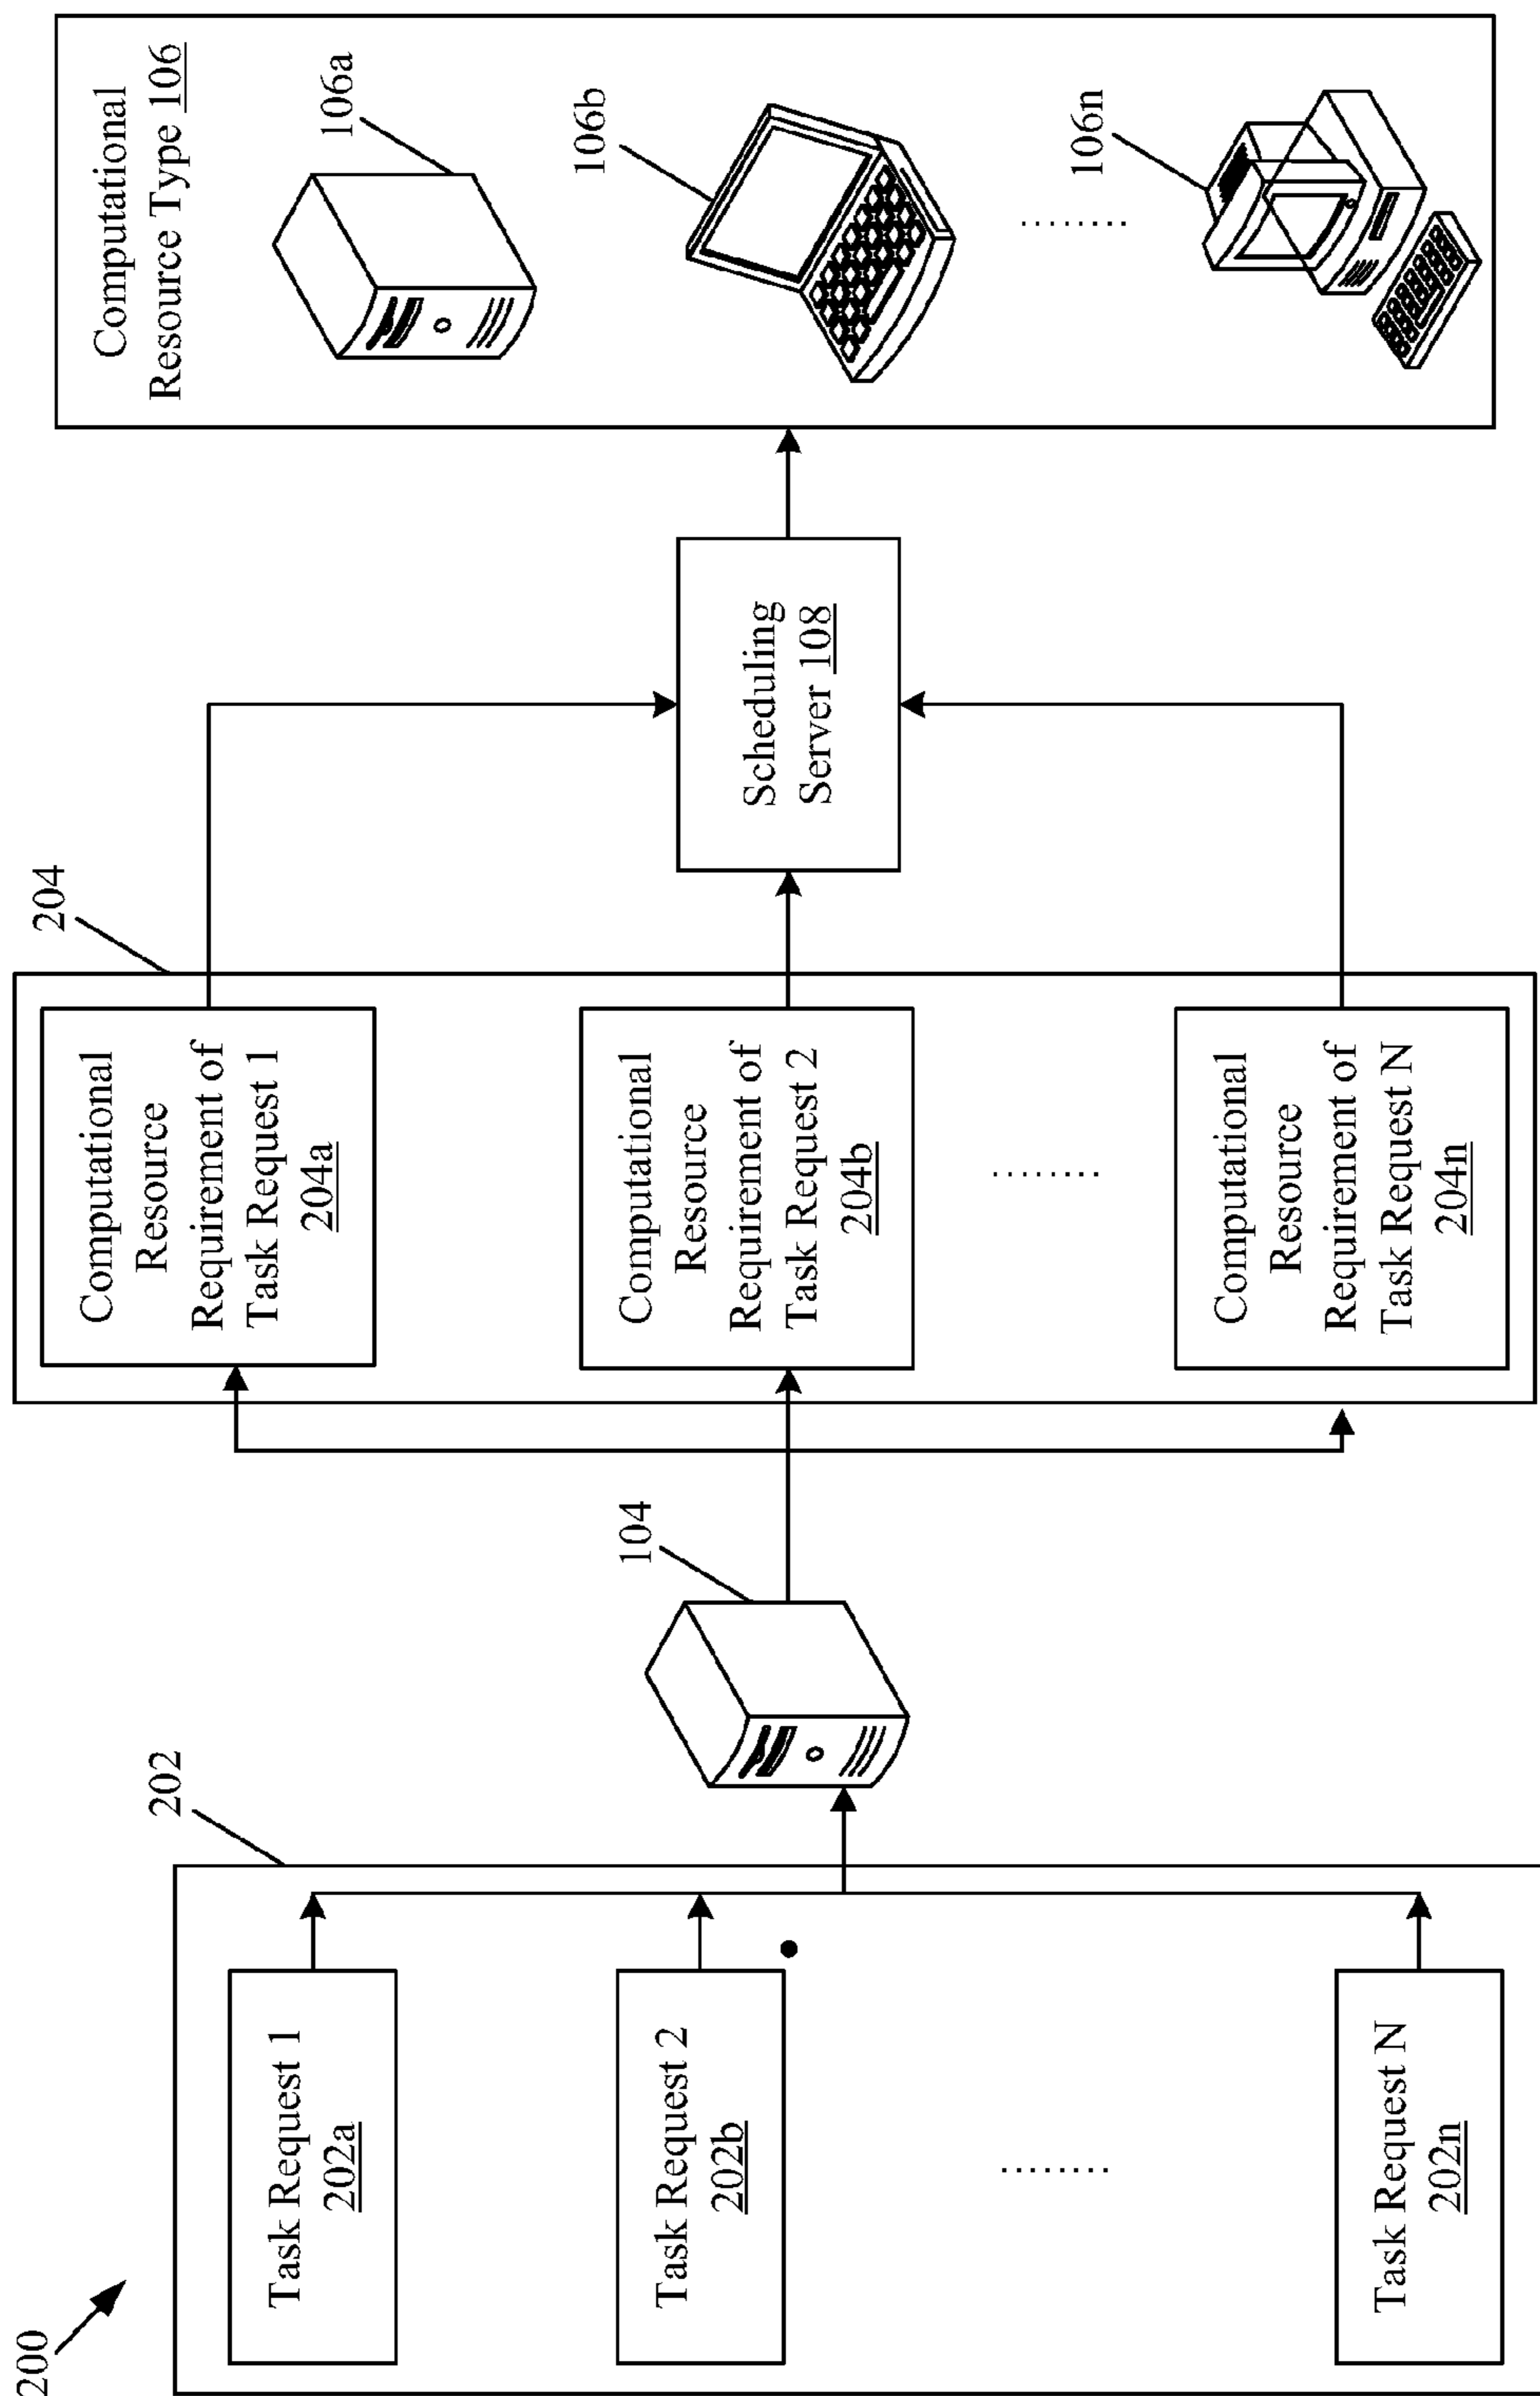 200
202
Task Request 1
202a
Task Request 2
202b
........
Task Request N
202n
104
204
Computational
Resource
Requirement of
Task Request 1
204a
Computational
Resource
Requirement of
Task Request 2
204b
........
Computational
Resource
Requirement of
Task Request N
204n
Scheduling
Server 108
Computational
Resource Type 106
106a
106b
........
106n